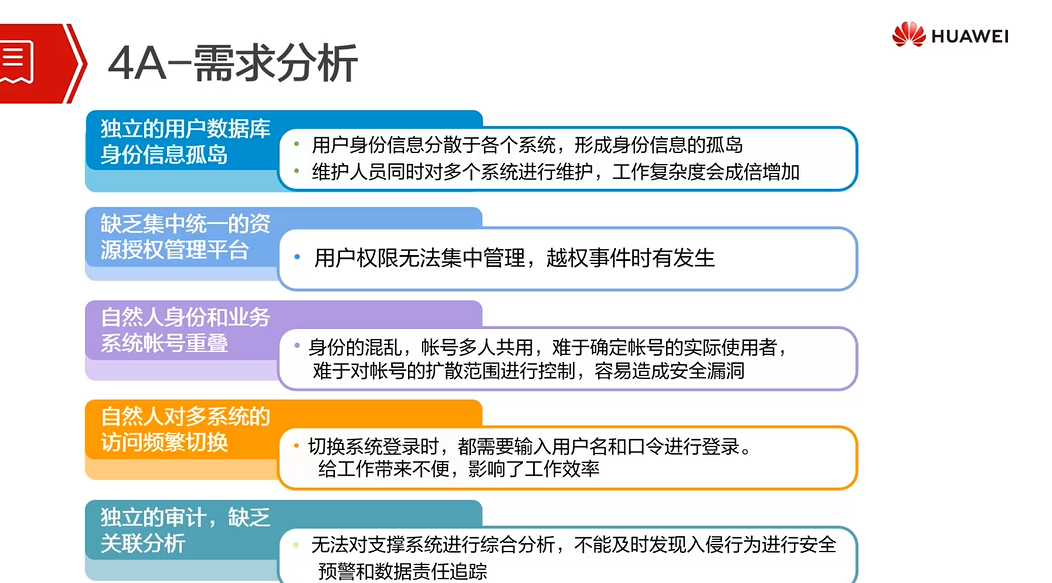 4A-需求分析
HUAWEI
独立的用户数据库
身份信息孤岛
• 用户身份信息分散于各个系统，形成身份信息的孤岛
• 维护人员同时对多个系统进行维护，工作复杂度会成倍增加
缺乏集中统一的资
源授权管理平台
• 用户权限无法集中管理，越权事件时有发生
自然人身份和业务
系统帐号重叠
• 身份的混乱，帐号多人共用，难于确定帐号的实际使用者，
难于对帐号的扩散范围进行控制，容易造成安全漏洞
自然人对多系统的
访问频繁切换
• 切换系统登录时，都需要输入用户名和口令进行登录。
给工作带来不便，影响了工作效率
独立的审计，缺乏
关联分析
• 无法对支撑系统进行综合分析，不能及时发现入侵行为进行安全
预警和数据责任追踪